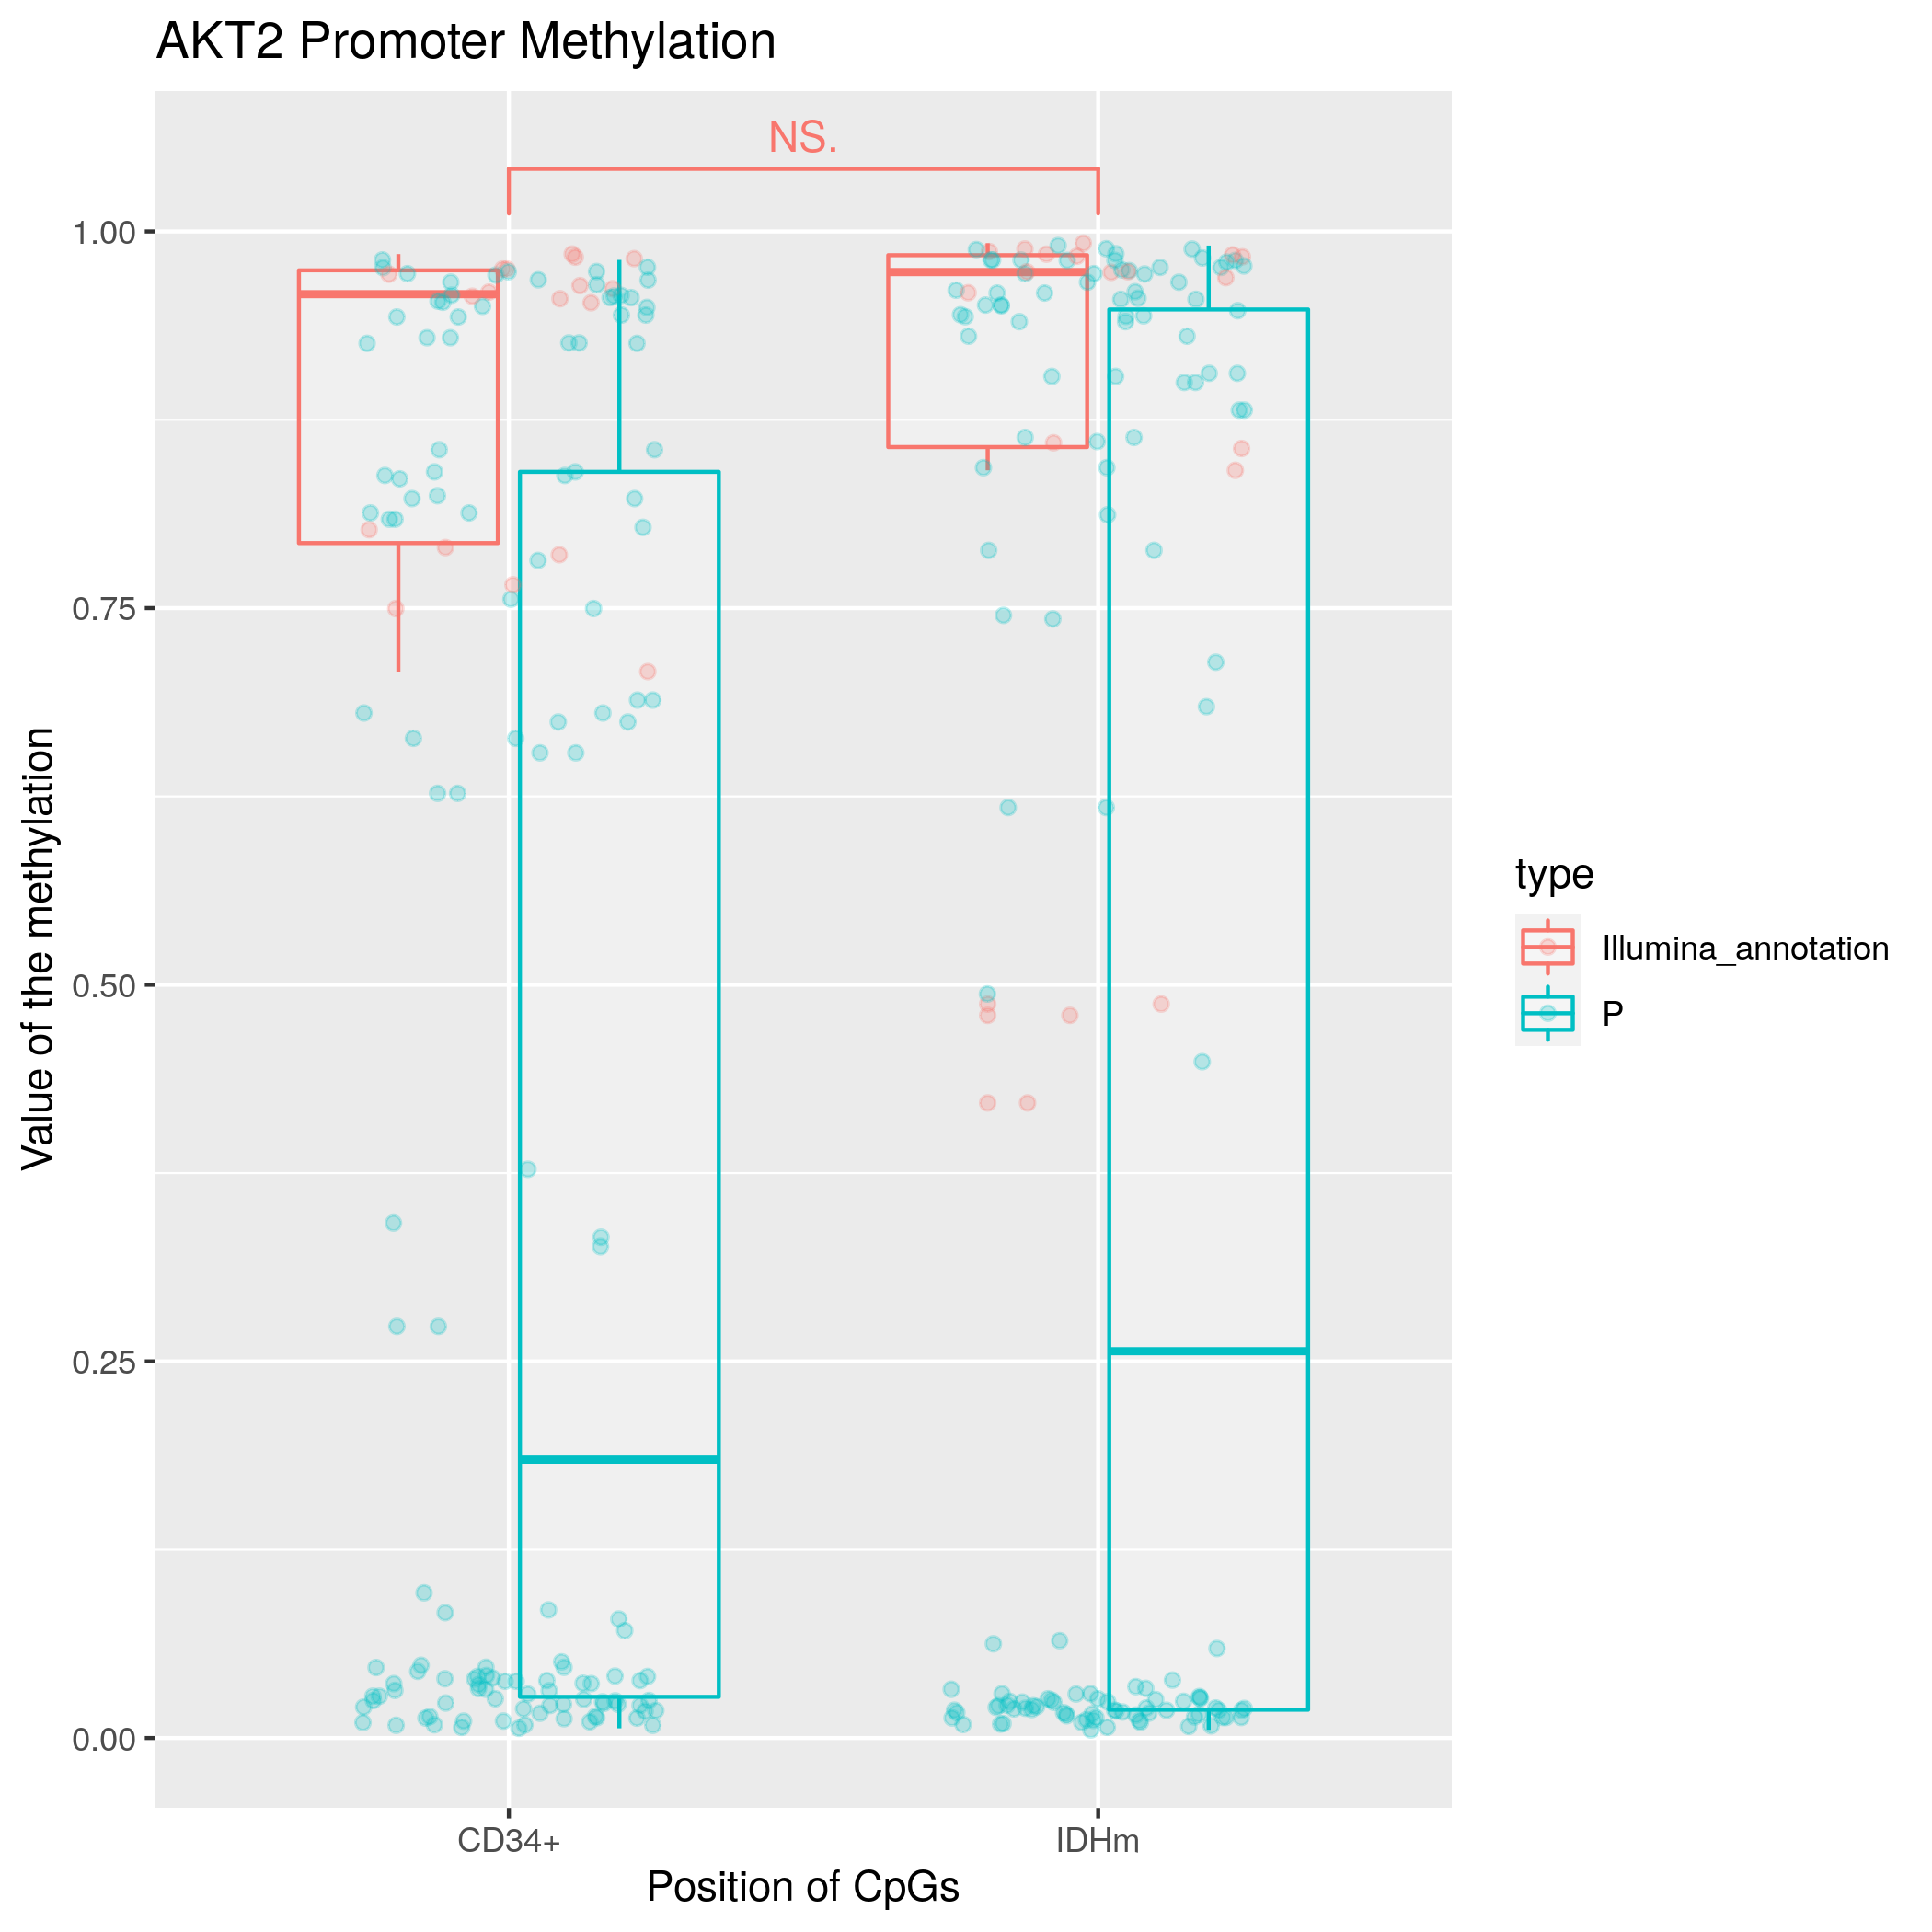 AKT2 Promoter Methylation
NS.
1.00
0.75
0.50
0.25
0.00
Value of the methylation
CD34+
IDHm
Position of CpGs
type
Illumina_annotation
P